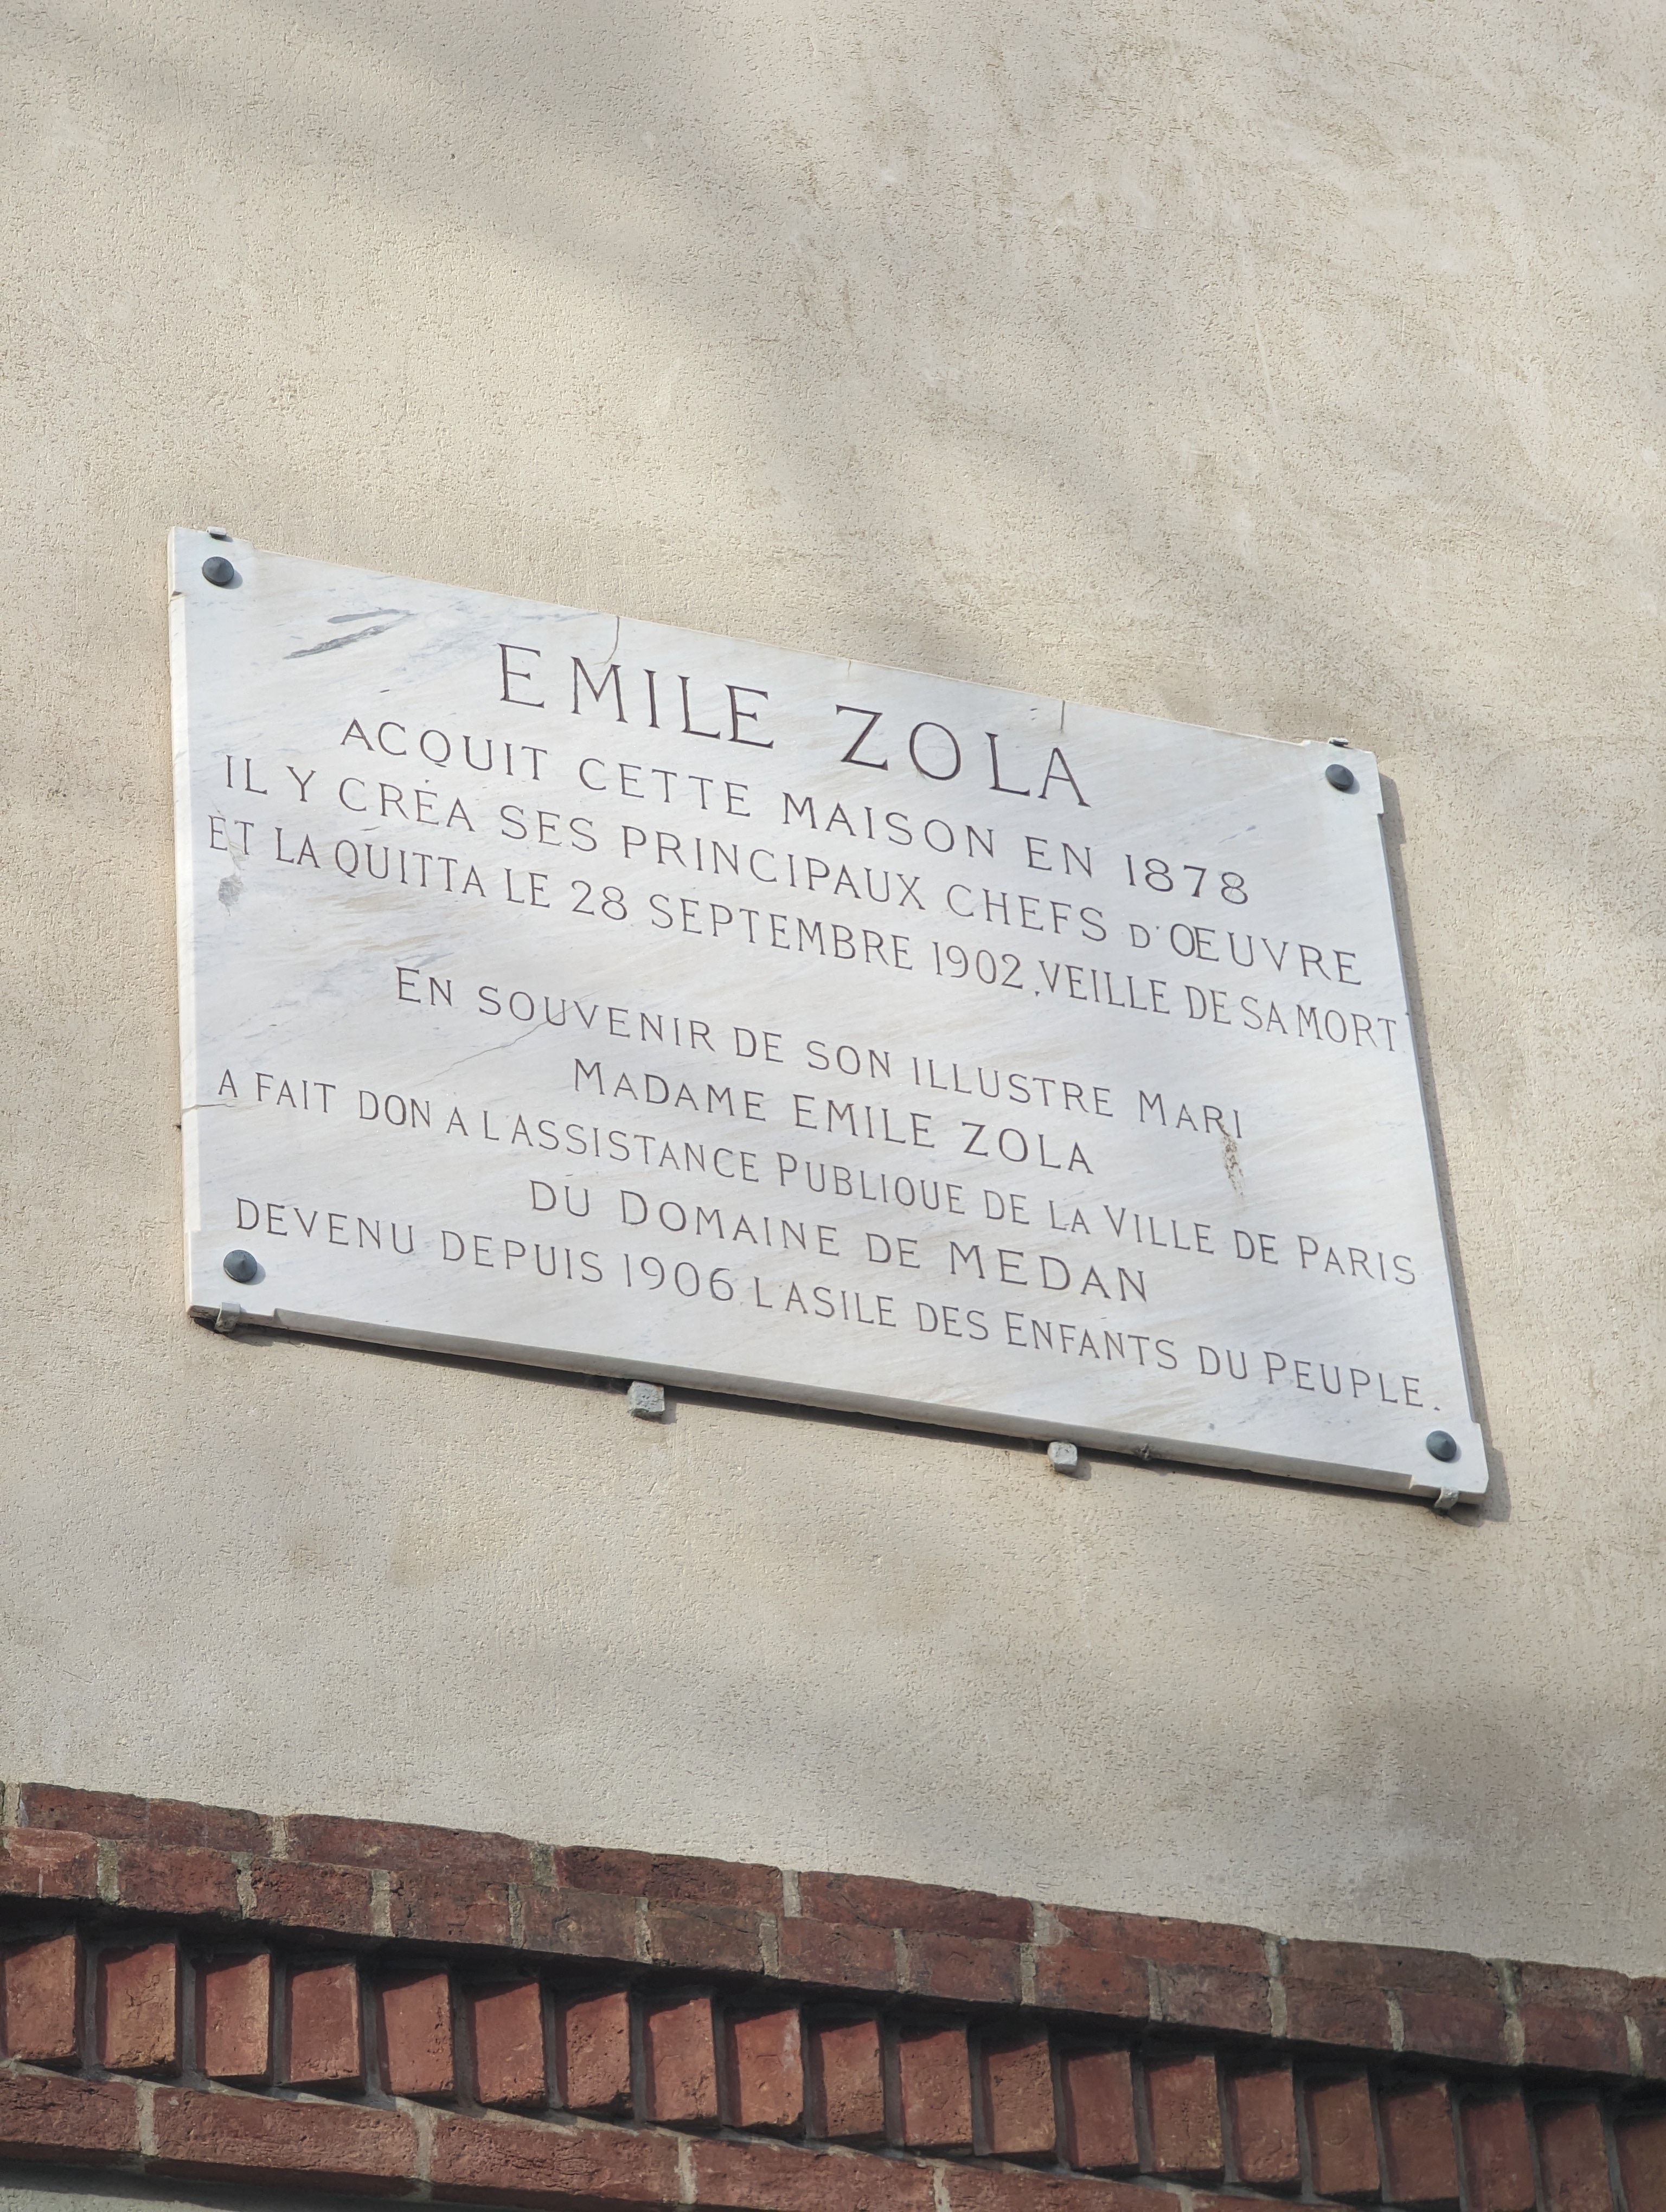 EMILE ZOLA
ACQUIT CETTE MAISON EN 1878
IL Y CRÉA SES PRINCIPAUX CHEFS D'ŒUVRE
ET LA QUITTA LE 28 SEPTEMBRE 1902, VEILLE DE SA MORT.
EN SOUVENIR DE SON ILLUSTRE MARI
MADAME EMILE ZOLA
A FAIT DON A L ASSISTANCE PUBLIQUE DE LA VILLE DE PARIS
DU DOMAINE DE MEDAN
DEVENU DEPUIS 1906 L'ASILE DES ENFANTS DU PEUPLE.